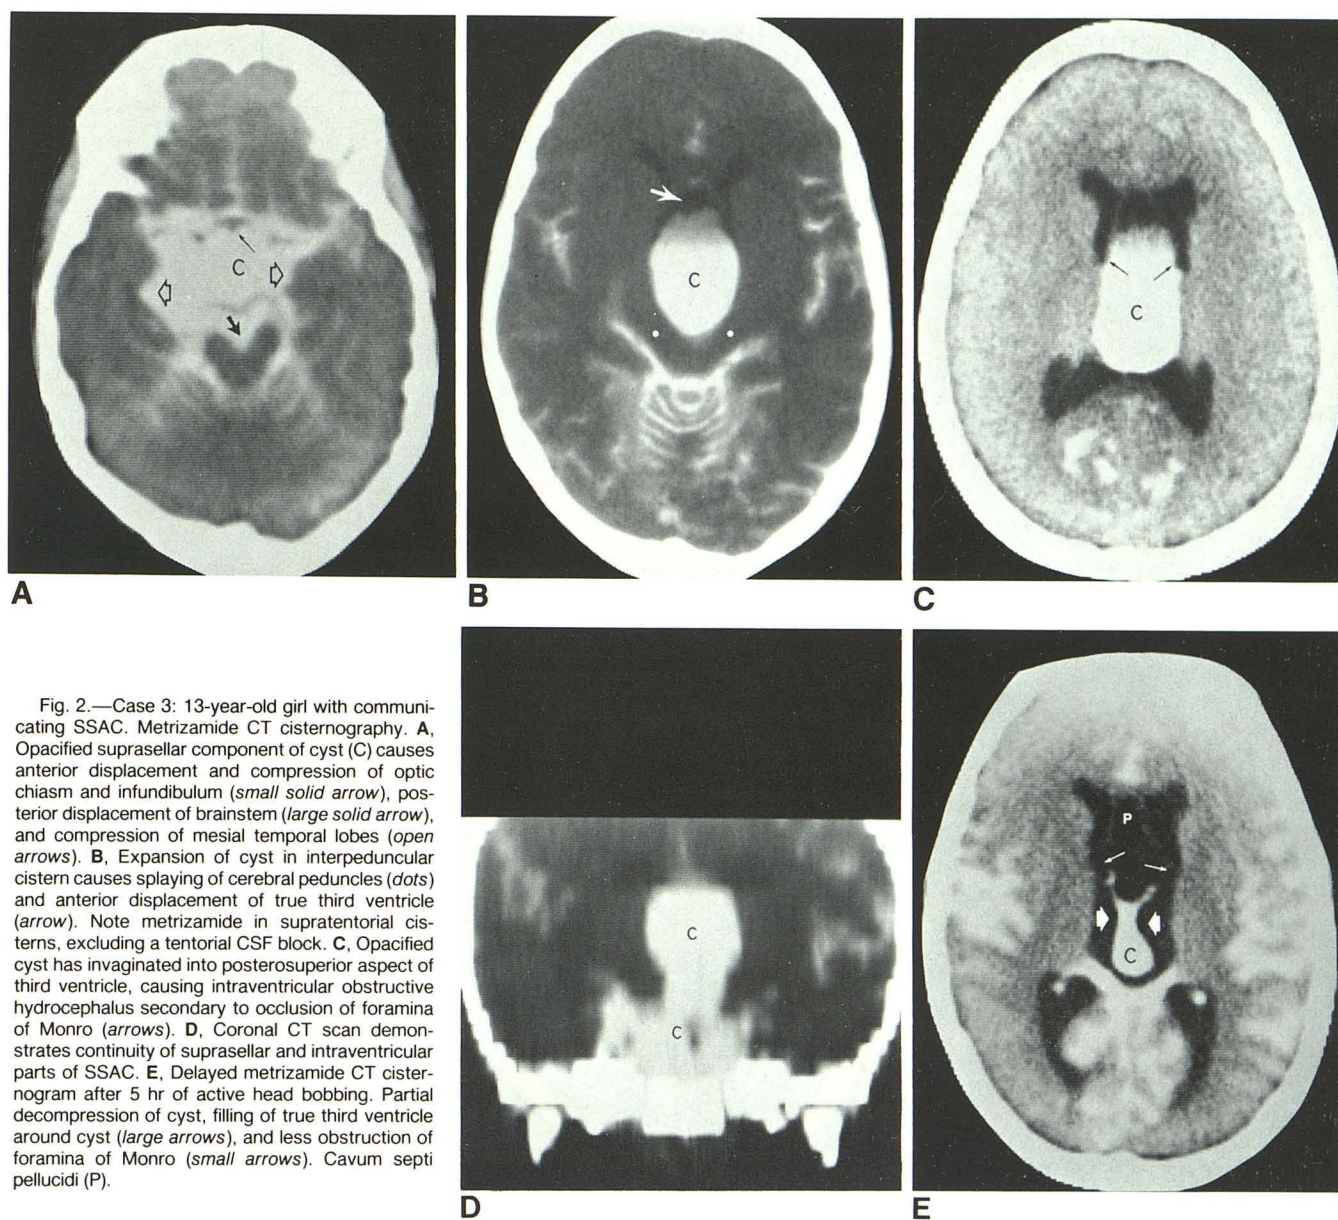 C
A
C
B
C
C
Fig. 2.—Case 3: 13-year-old girl with communi-
cating SSAC. Metrizamide CT cisternography. A,
Opacified suprasellar component of cyst (C) causes
anterior displacement and compression of optic
chiasm and infundibulum (small solid arrow), pos-
terior displacement of brainstem (large solid arrow),
and compression of mesial temporal lobes (open
arrows). B, Expansion of cyst in interpeduncular
cistern causes splaying of cerebral peduncles (dots)
and anterior displacement of true third ventricle
(arrow). Note metrizamide in supratentorial cis-
terns, excluding a tentorial CSF block. C, Opacified
cyst has invaginated into posterosuperior aspect of
third ventricle, causing intraventricular obstructive
hydrocephalus secondary to occlusion of foramina
of Monro (arrows). D, Coronal CT scan demon-
strates continuity of suprasellar and intraventricular
parts of SSAC. E, Delayed metrizamide CT cister-
nogram after 5 hr of active head bobbing. Partial
decompression of cyst, filling of true third ventricle
around cyst (large arrows), and less obstruction of
foramina of Monro (small arrows). Cavum septi
pellucidi (P).
C
C
D
P
C
E